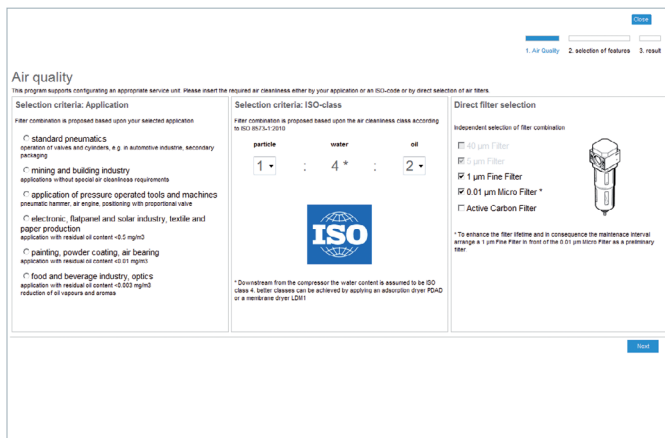 Close
1. Air Quality 2. selection of features 3. result
Air quality
This program supports configurating an appropriate service unit. Please insert the required air cleanliness either by your application or an ISO-code or by direct selection of air filters.
Selection criteria: Application
Filter combination is proposed based upon your selected application
standard pneumatics
operation of valves and cylinders, e.g. in automotive industrie, secondary
packaging
mining and building industry
applications without special air cleanliness requirements
application of pressure operated tools and machines
pneumatic hammer, air engine, positioning with proportional valve
electronic, flatpanel and solar industry, textile and
paper production
application with residual oil content <0.5 mg/m3
painting, powder coating, air bearing
application with residual oil content <0.01 mg/m3
food and beverage industry, optics
application with residual oil content <0.003 mg/m3
reduction of oil vapours and aromas
Selection criteria: ISO-class
Filter combination is proposed based upon the air cleanliness class according
to ISO 8573-1:2010
particle water oil
1 : 4 * : 2
ISO
* Downstream from the compressor the water content is assumed to be ISO
class 4. better classes can be achieved by applying an adsorption dryer PDAD
or a membrane dryer LDM1
Direct filter selection
Independent selection of filter combination
40 µm Filter
5 µm Filter
1 µm Fine Filter
0.01 µm Micro Filter *
Active Carbon Filter
* To enhance the filter lifetime and in consequence the maintenace interval
arrange a 1 µm Fine Filter in front of the 0.01 µm Micro Filter as a preliminary
filter
Next